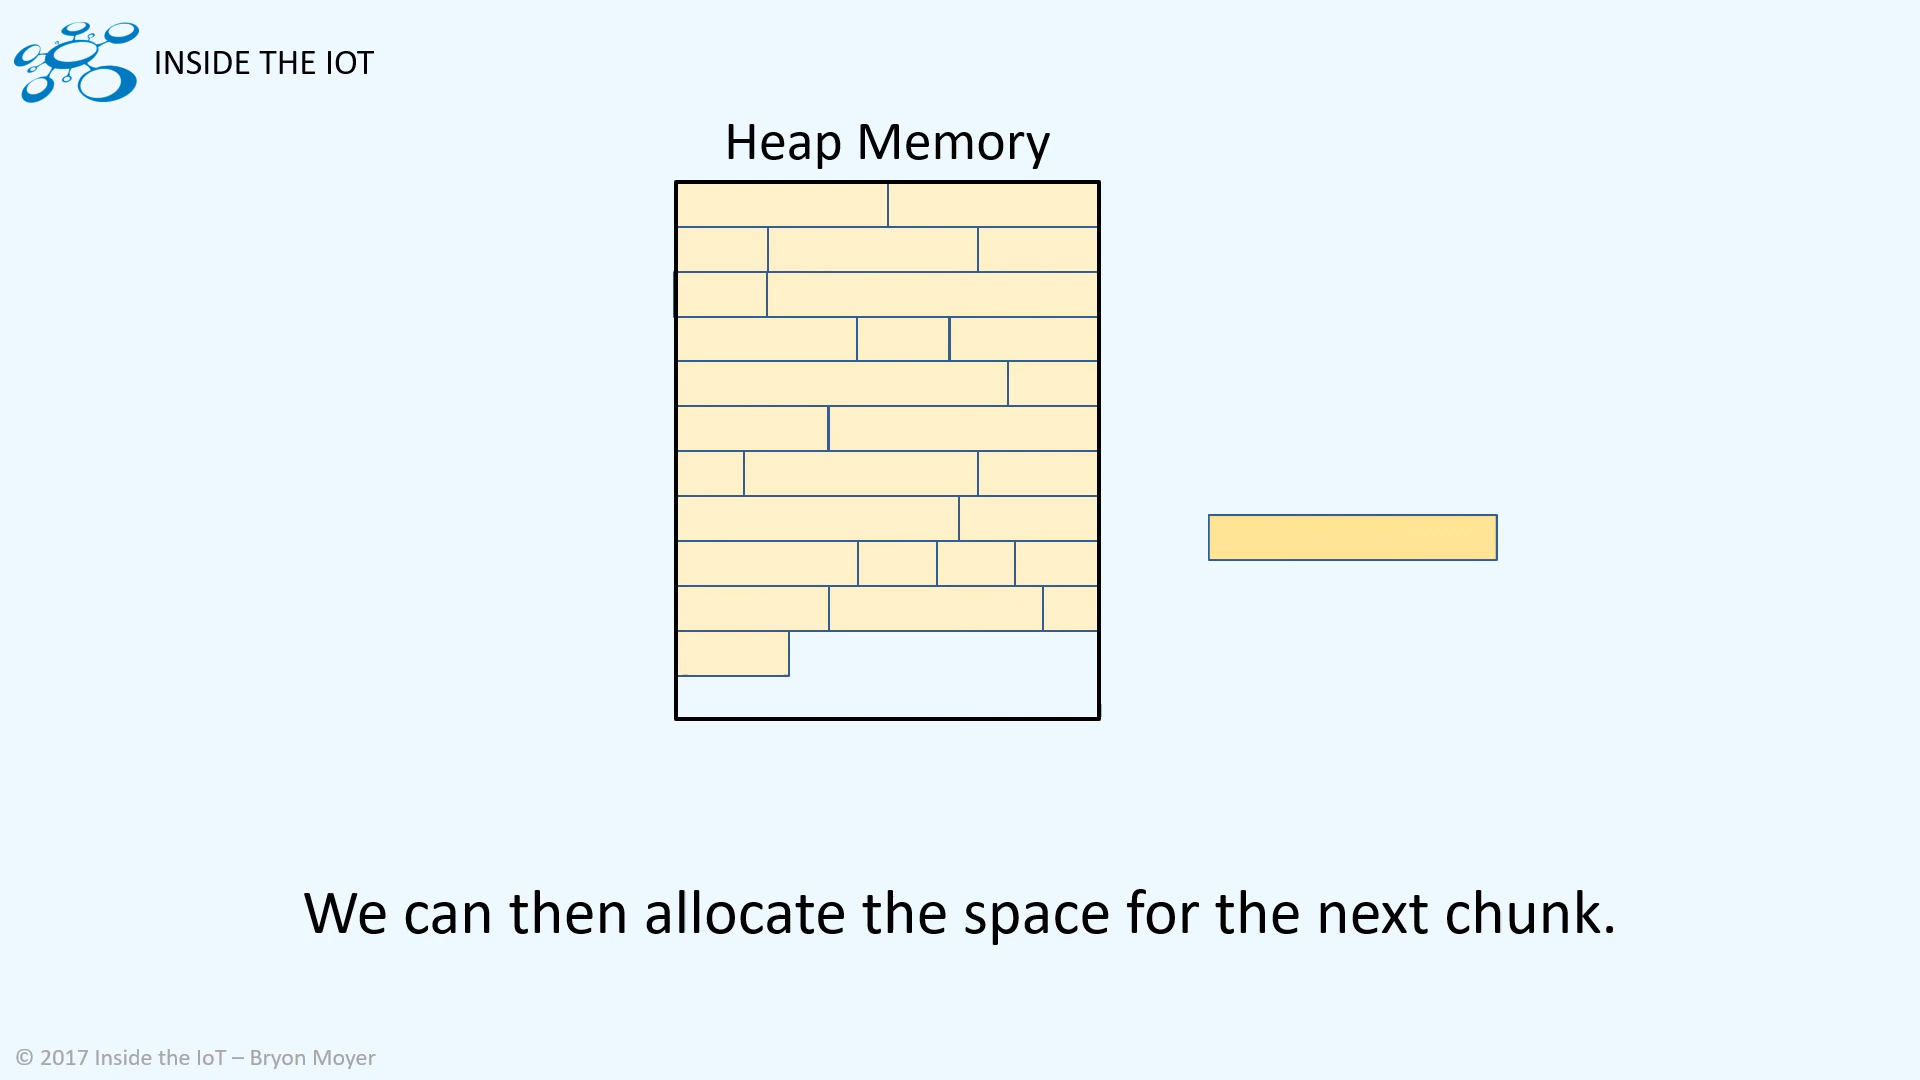 INSIDE THE IOT
Heap Memory
We can then allocate the space for the next chunk.
© 2017 Inside the IoT – Bryon Moyer